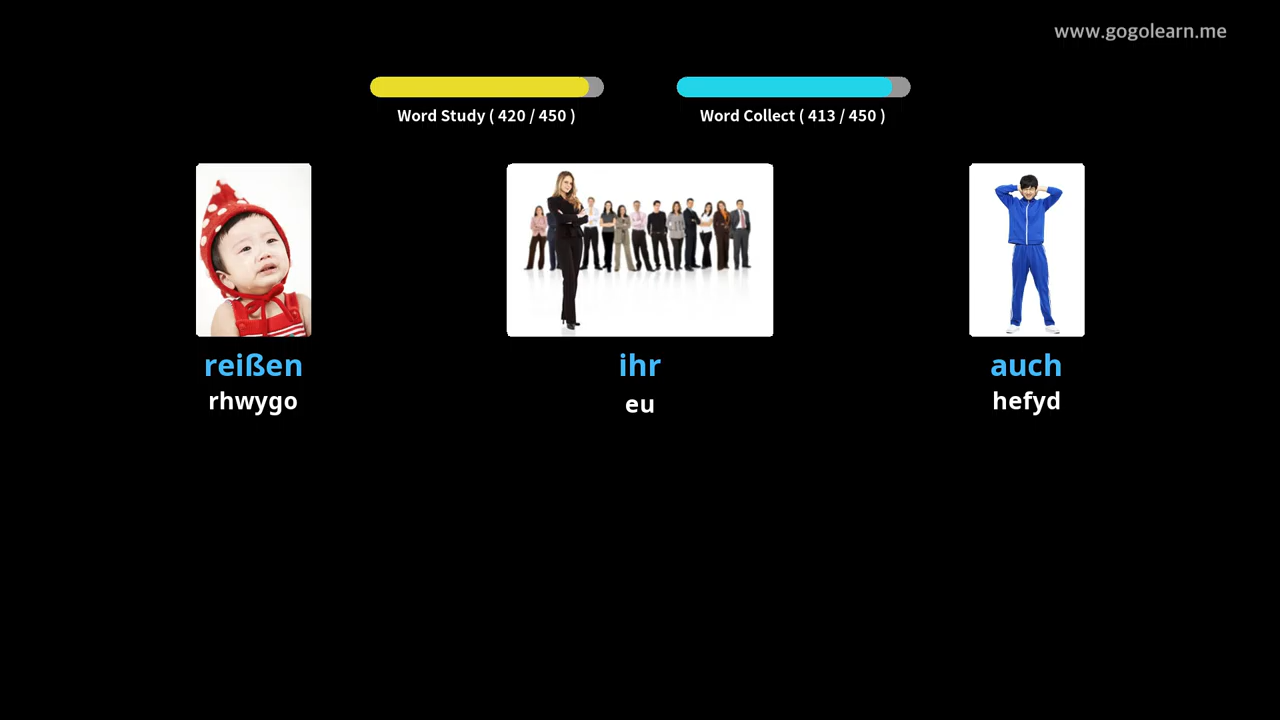 www.gogolearn.me
Word Study ( 420 / 450 )
Word Collect ( 413 / 450 )
reißen
rhwygo
ihr
eu
auch
hefyd